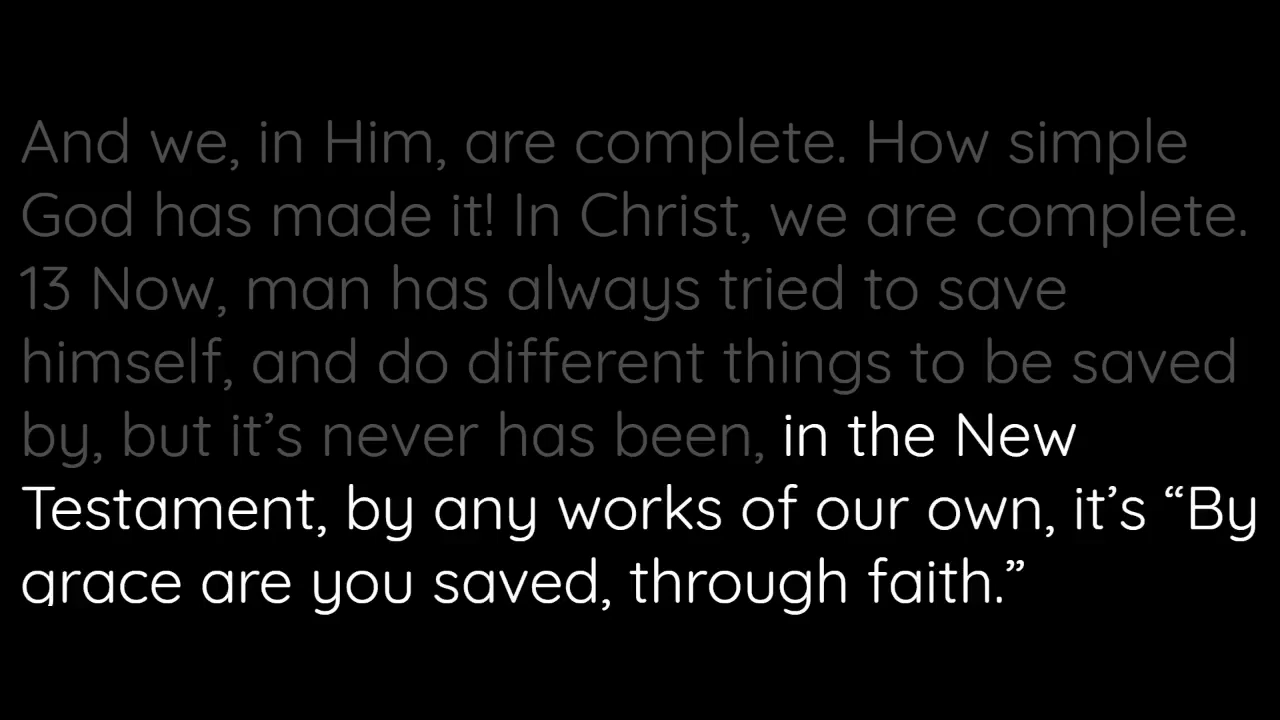 And we, in Him, are complete. How simple
God has made it! In Christ, we are complete.
13 Now, man has always tried to save
himself, and do different things to be saved
by, but it’s never has been, in the New
Testament, by any works of our own, it’s “By
grace are you saved, through faith.”